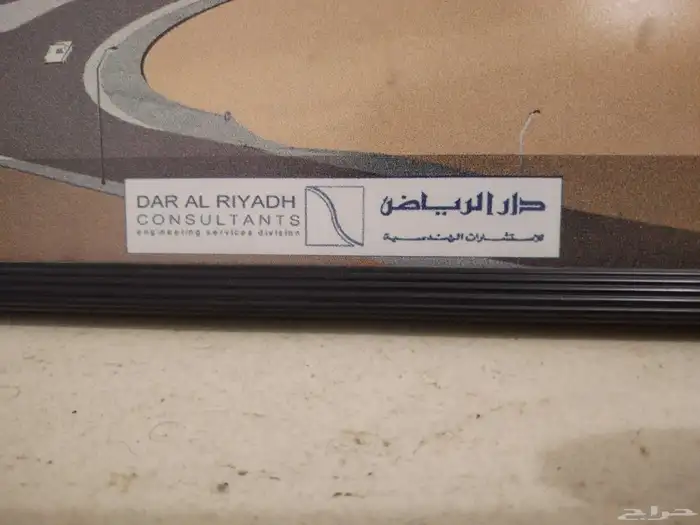 DAR AL RIYADH
CONSULTANTS
engineering services division
دار الرياض
للاستشارات الهندسية
حراج